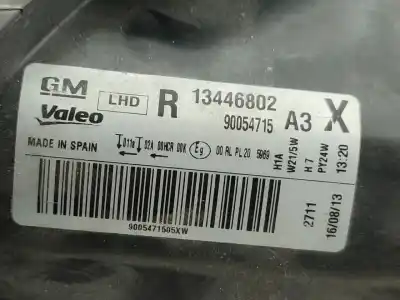 GM
Valeo
LHD
R 13446802
90054715 A3 X
MADE IN SPAIN
00 RL PL 20
H1A
W21/5W
H7
PY24W
13:20
9005471505XW
2711
16/08/13